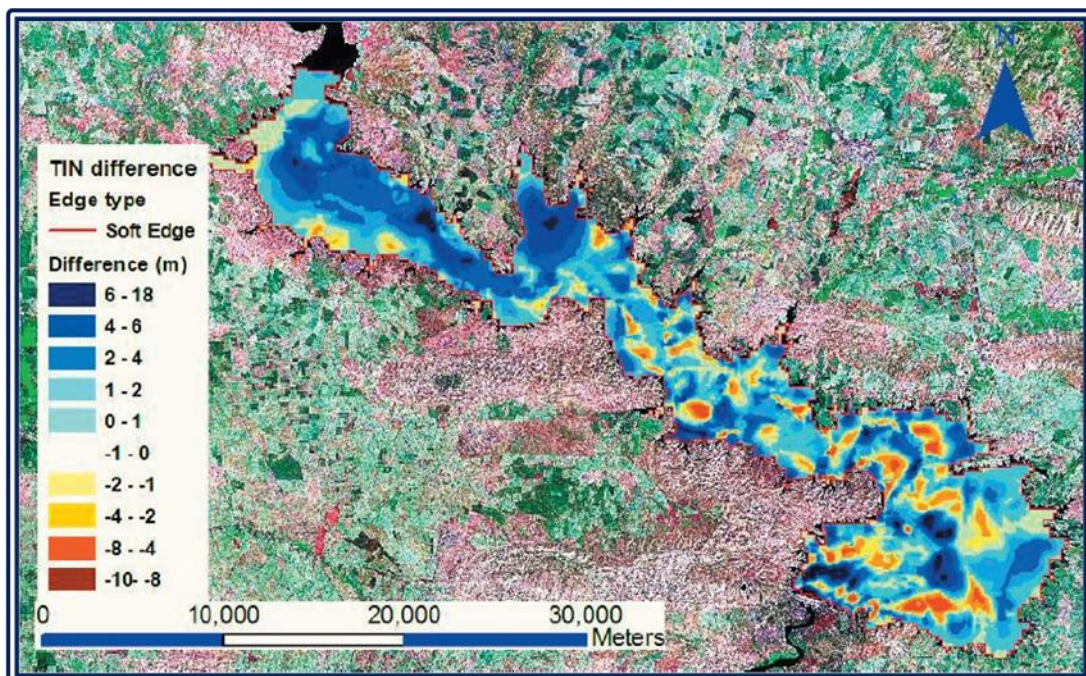 N
TIN difference
Edge type
Soft Edge
Difference (m)
6 - 18
4 - 6
2 - 4
1 - 2
0 - 1
-1 - 0
-2 - -1
-4 - -2
-8 - -4
-10- -8
0 10,000 20,000 30,000
Meters